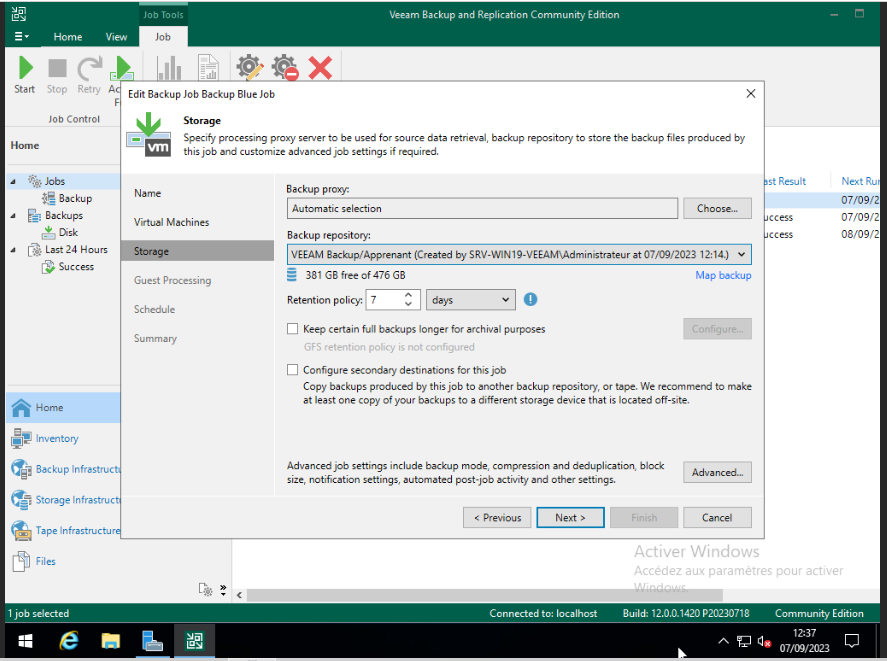 Job Tools
Veeam Backup and Replication Community Edition
Home
View
Job
Start
Stop
Retry
Job Control
Edit Backup Job Backup Blue Job
Storage
Specify processing proxy server to be used for source data retrieval, backup repository to store the backup files produced by
this job and customize advanced job settings if required.
vm
Home
Jobs
Backup
Backups
Disk
Last 24 Hours
Success
Name
Virtual Machines
Storage
Guest Processing
Schedule
Summary
Backup proxy:
Automatic selection
Choose...
Backup repository:
VEEAM Backup/Apprenant (Created by SRV-WIN19-VEEAM\Administrateur at 07/09/2023 12:14.)
381 GB free of 476 GB
Map backup
Retention policy:
7
days
Keep certain full backups longer for archival purposes
Configure...
GFS retention policy is not configured
Configure secondary destinations for this job
Copy backups produced by this job to another backup repository, or tape. We recommend to make
at least one copy of your backups to a different storage device that is located off-site.
Advanced job settings include backup mode, compression and deduplication, block
size, notification settings, automated post-job activity and other settings.
Advanced...
< Previous
Next >
Finish
Cancel
ast Result
Next Run
07/09/2
uccess
07/09/2
uccess
08/09/2
Home
Inventory
Backup Infrastructu
Storage Infrastructu
Tape Infrastructure
Files
Activer Windows
Accédez aux paramètres pour activer
Windows.
1 job selected
Connected to: localhost
Build: 12.0.0.1420 P20230718
Community Edition
12:37
07/09/2023